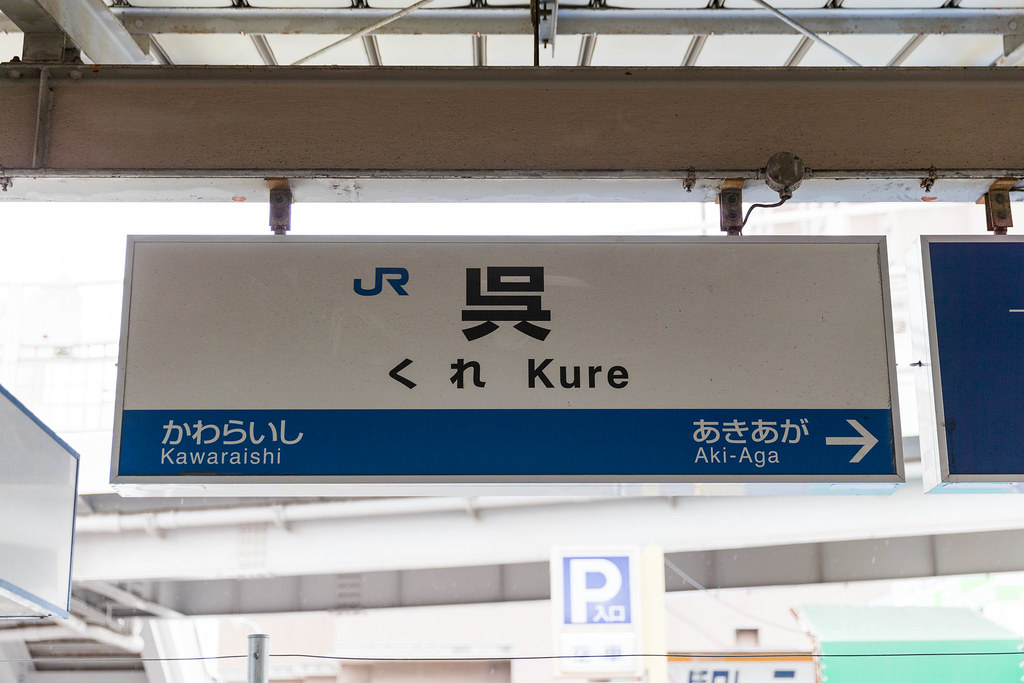 JR 呉
くれ Kure
かわらいし
Kawaraishi
あきあが →
Aki-Aga
P
入口